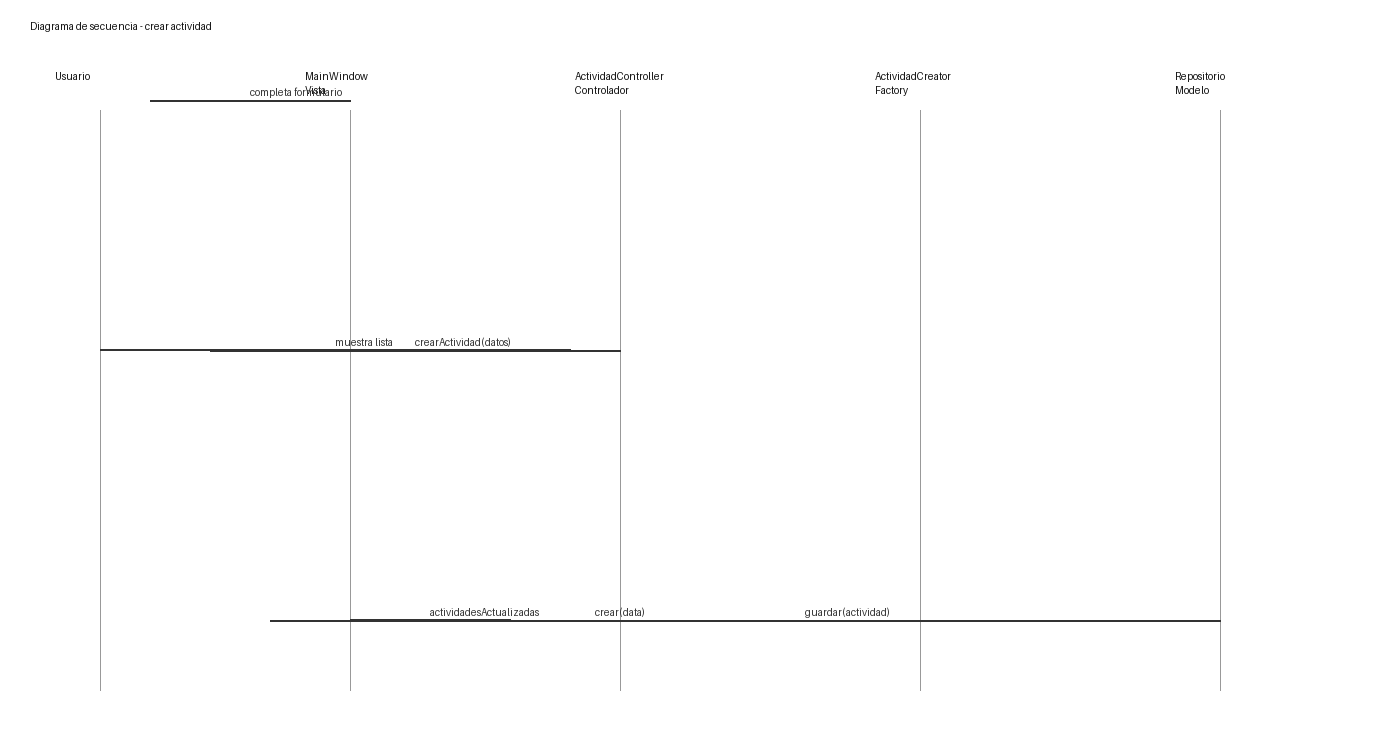 Diagrama de secuencia - crear actividad
Usuario
MainWindow
Vista
ActividadController
Controlador
ActividadCreator
Factory
Repositorio
Modelo
completa formulario
muestra lista
crearActividad(datos)
actividadesActualizadas
crear(data)
guardar(actividad)